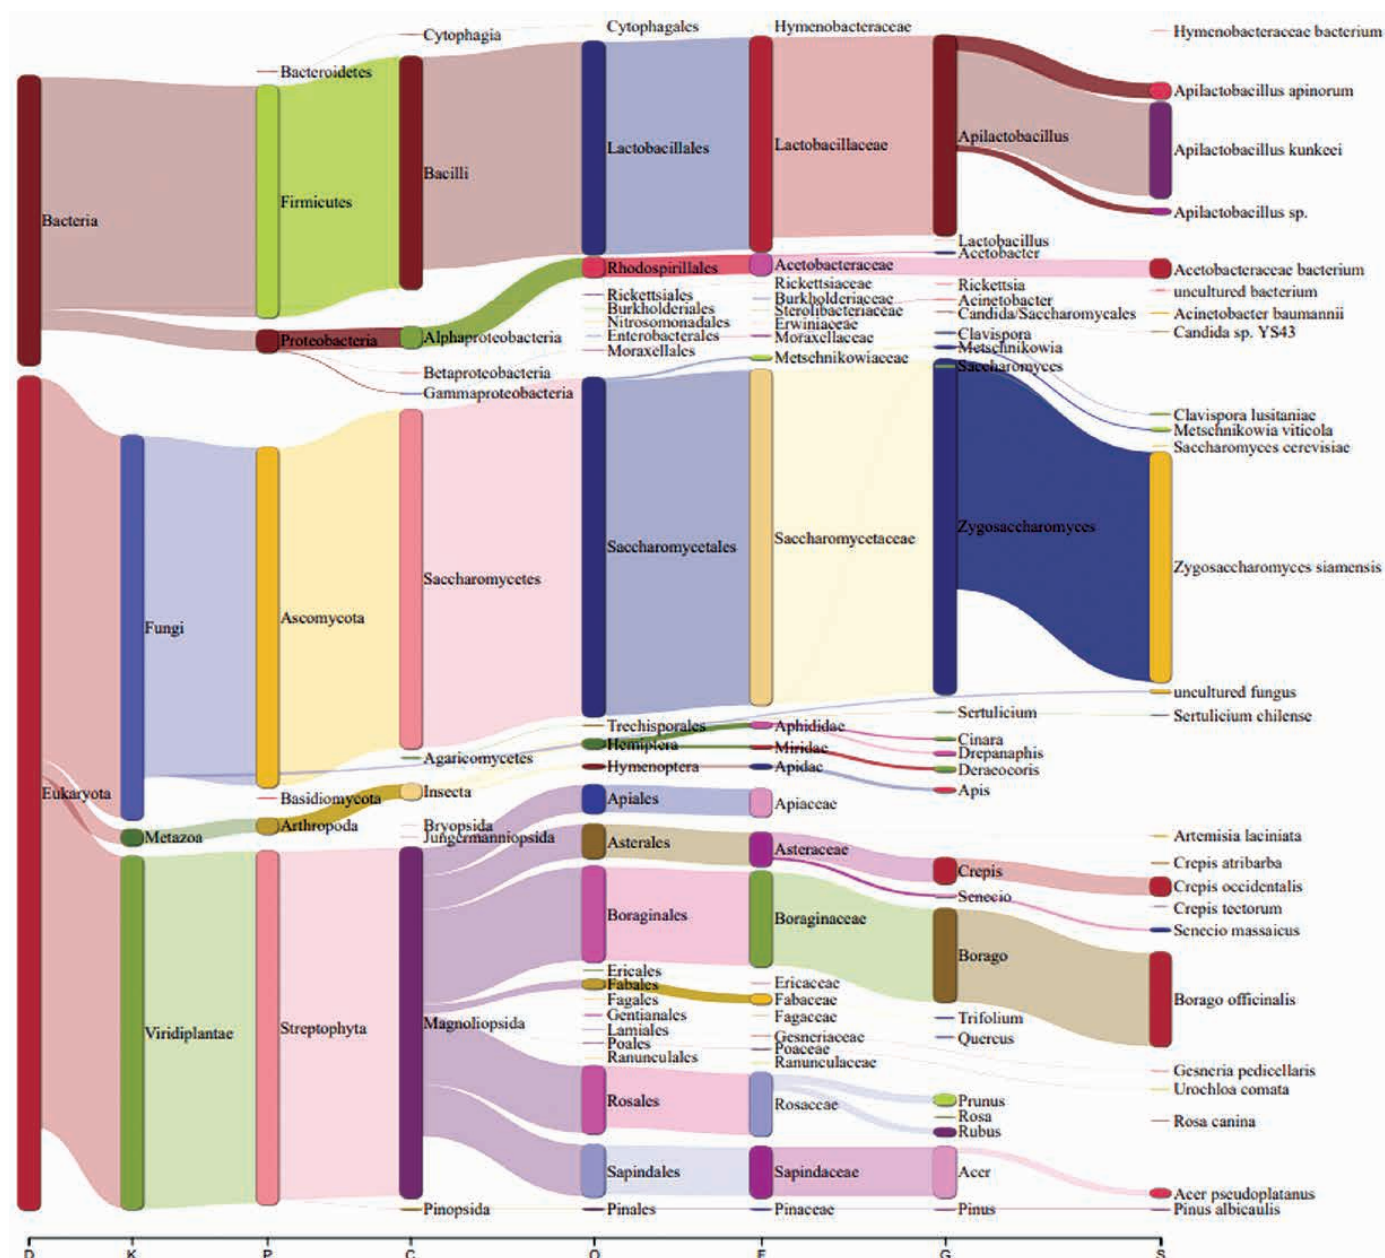 Cytophagia
Cytophagales
Hymenobacteraceae
Hymenobacteraceae bacterium
Bacteroidetes
Apilactobacillus apinorum
Apilactobacillus
Lactobacillales
Lactobacillaceae
Apilactobacillus kunkeei
Bacilli
Firmicutes
Bacteria
Apilactobacillus sp.
Lactobacillus
Acetobacter
Rhodospirillales
Acetobacteraceae
Acetobacteraceae bacterium
Rickettsiales
Rickettsiaceae
Rickettsia
uncultured bacterium
Burkholderiales
Burkholderiaceae
Acinetobacter
Acinetobacter baumannii
Nitrosomonadales
Sterolibacteriaceae
Candida/Saccharomycales
Candida sp. YS43
Enterobacterales
Erwiniaceae
Clavispora
Proteobacteria
Alphaproteobacteria
Moraxellales
Moraxellaceae
Metschnikowia
Metschnikowiaceae
Saccharomyces
Betaproteobacteria
Gammaproteobacteria
Clavispora lusitaniae
Metschnikowia viticola
Saccharomyces cerevisiae
Saccharomycetales
Saccharomycetaceae
Zygosaccharomyces
Zygosaccharomyces siamensis
Saccharomycetes
Fungi
Ascomycota
uncultured fungus
Sertulicium
Sertulicium chilense
Trechisporales
Aphididae
Cinara
Hemiptera
Miridae
Drepanaphis
Agaricomycetes
Hymenoptera
Apidae
Deraeocoris
Eukaryota
Basidiomycota
Insecta
Apis
Apiales
Apiaceae
Metazoa
Arthropoda
Bryopsida
Jungermanniopsida
Asterales
Asteraceae
Artemisia laciniata
Crepis
Crepis atribarba
Crepis occidentalis
Senecio
Crepis tectorum
Boraginales
Boraginaceae
Senecio massaicus
Borago
Ericales
Ericaceae
Borago officinalis
Fabales
Fabaceae
Fagales
Fagaceae
Trifolium
Gentianales
Viridiplantae
Streptophyta
Magnoliopsida
Lamiales
Gesneriaceae
Quercus
Poales
Poaceae
Ranunculales
Ranunculaceae
Gesneria pedicellaris
Urochloa comata
Rosales
Rosaceae
Prunus
Rosa
Rosa canina
Rubus
Sapindales
Sapindaceae
Acer
Acer pseudoplatanus
Pinopsida
Pinales
Pinaceae
Pinus
Pinus albicaulis
D K P C O F G S